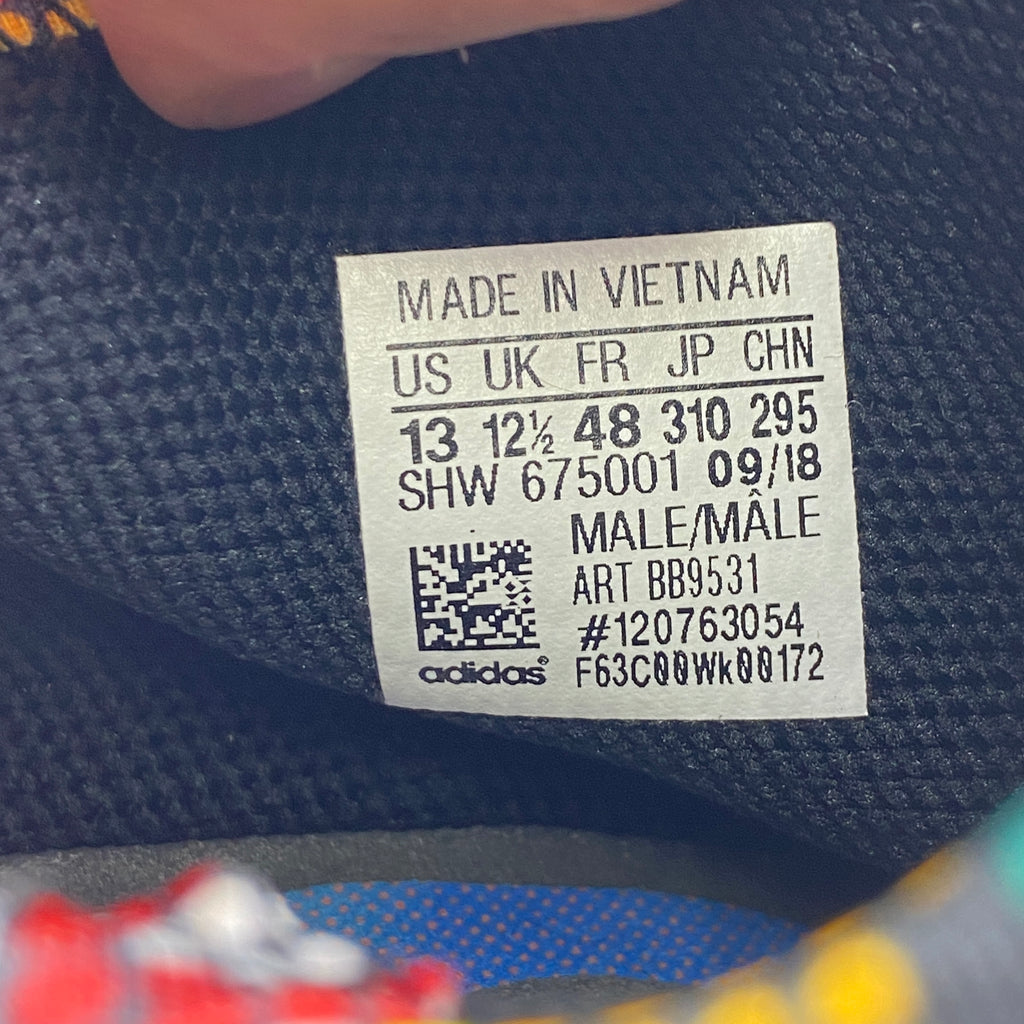 MADE IN VIETNAM
US UK FR JP CHN
13 12½ 48 310 295
SHW 675001 09/18
MALE/MÂLE
ART BB9531
#120763054
adidas® F63C00Wk00172